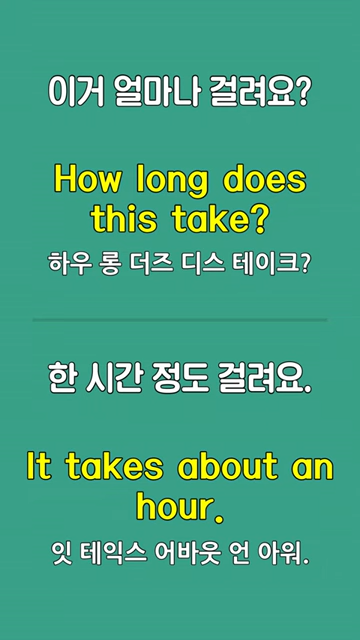 이거 얼마나 걸려요?
How long does
this take?
하우 롱 더즈 디스 테이크?
한 시간 정도 걸려요.
It takes about an
hour.
잇 테익스 어바웃 언 아워.